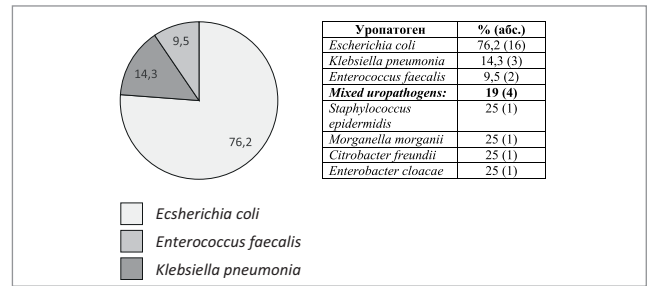 9,5
14,3
76,2
Уропатоген % (абс.)
Escherichia coli 76,2 (16)
Klebsiella pneumonia 14,3 (3)
Enterococcus faecalis 9,5 (2)
Mixed uropathogens: 19 (4)
Staphylococcus 25 (1)
epidermidis
Morganella morganii 25 (1)
Citrobacter freundii 25 (1)
Enterobacter cloacae 25 (1)
Ecsherichia coli
Enterococcus faecalis
Klebsiella pneumonia